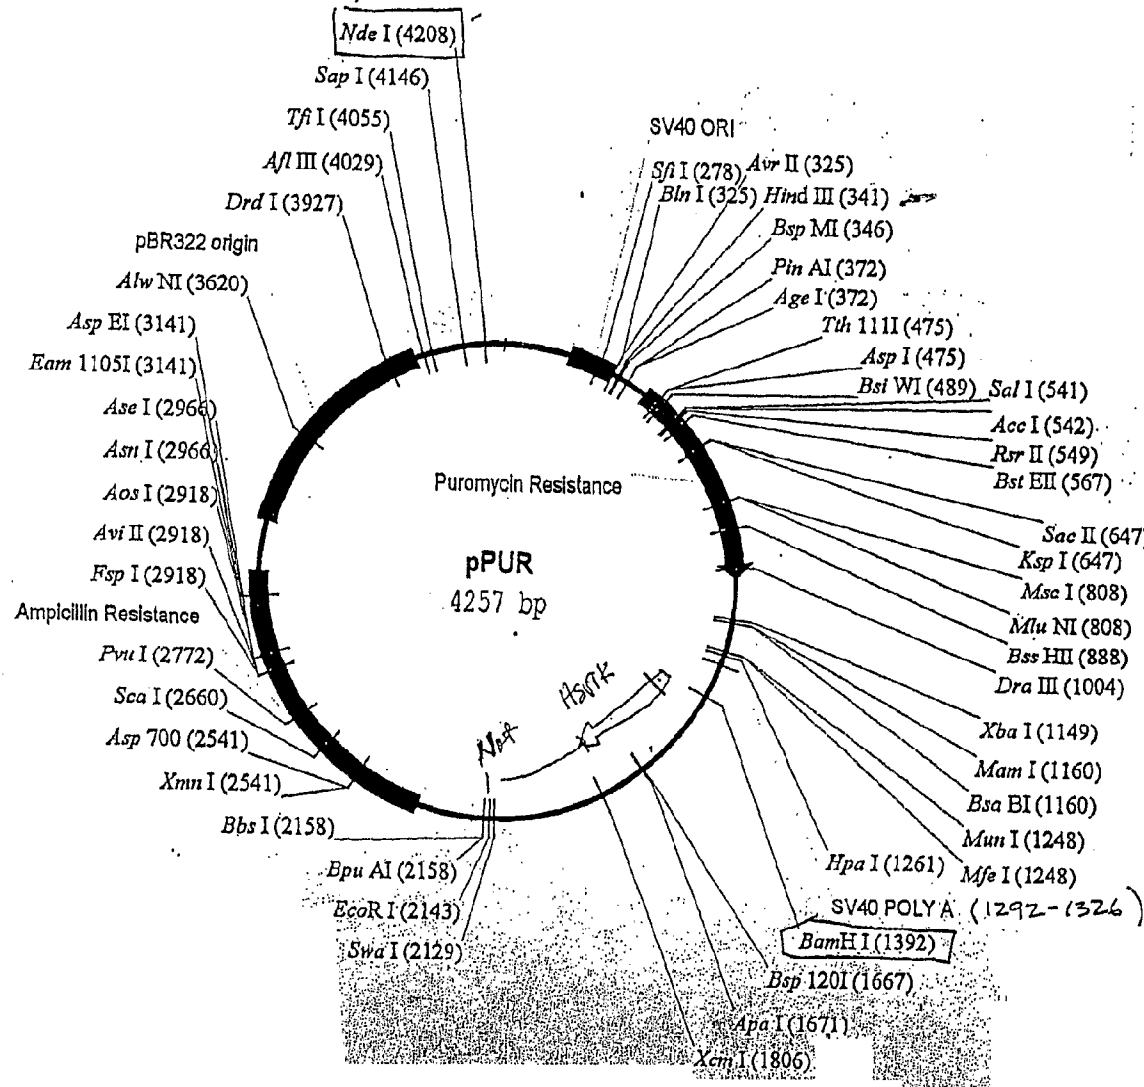 Nde I (4208)
Sap I (4146)
Tfi I (4055)
Afl III (4029)
Drd I (3927)
pBR322 origin
Alw NI (3620)
Asp EI (3141)
Eam 1105I (3141)
Ase I (2966)
Asn I (2966)
Aos I (2918)
Avi II (2918)
Fsp I (2918)
Ampicillin Resistance
Pvu I (2772)
Sca I (2660)
Asp 700 (2541)
Xmn I (2541)
Bbs I (2158)
Bpu AI (2158)
EcoR I (2143)
Swa I (2129)
SV40 ORI
Sfi I (278)
Avr II (325)
Bln I (325)
Hind III (341)
Bsp MI (346)
Pin AI (372)
Age I (372)
Tth 111I (475)
Asp I (475)
Bsi WI (489)
Sal I (541)
Acc I (542)
Rsr II (549)
Bst EII (567)
Sac II (647)
Ksp I (647)
Msc I (808)
Mlu NI (808)
Bss HII (888)
Dra III (1004)
Xba I (1149)
Mam I (1160)
Bsa BI (1160)
Mun I (1248)
Mfe I (1248)
Hpa I (1261)
SV40 POLY A (1292-1326)
BamH I (1392)
Bsp 120I (1667)
Apa I (1671)
Xcm I (1806)
Puromycin Resistance
pPUR
4257 bp
HSVTK
Not